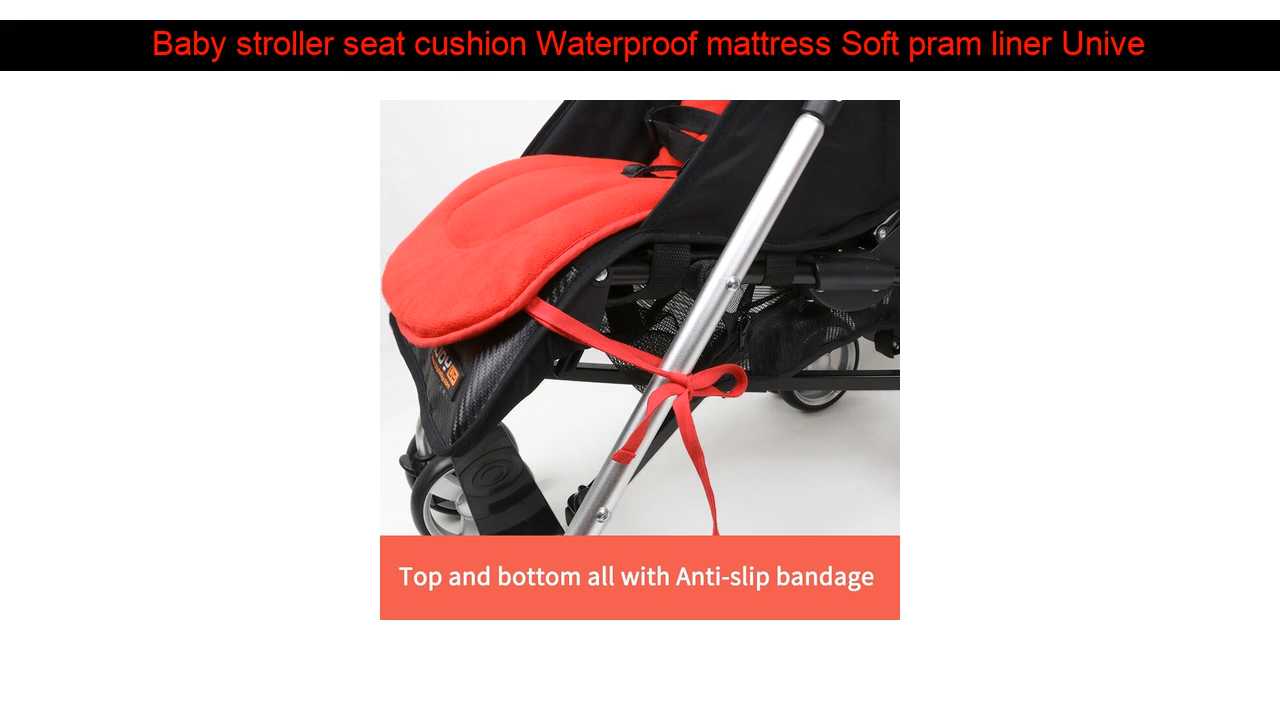 Baby stroller seat cushion Waterproof mattress Soft pram liner Unive
Top and bottom all with Anti-slip bandage